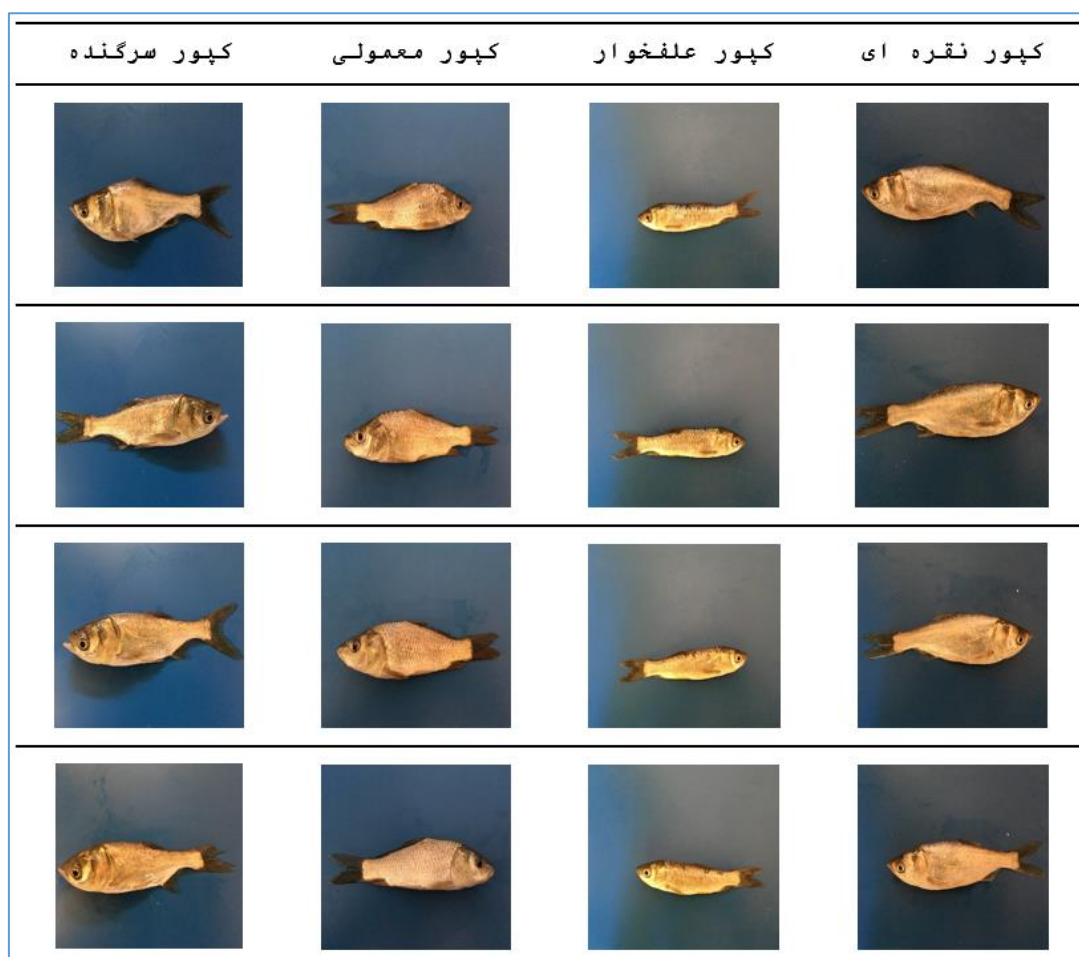 کپور نقره ای
کپور علفخوار
کپور معمولی
کپور سرگنده